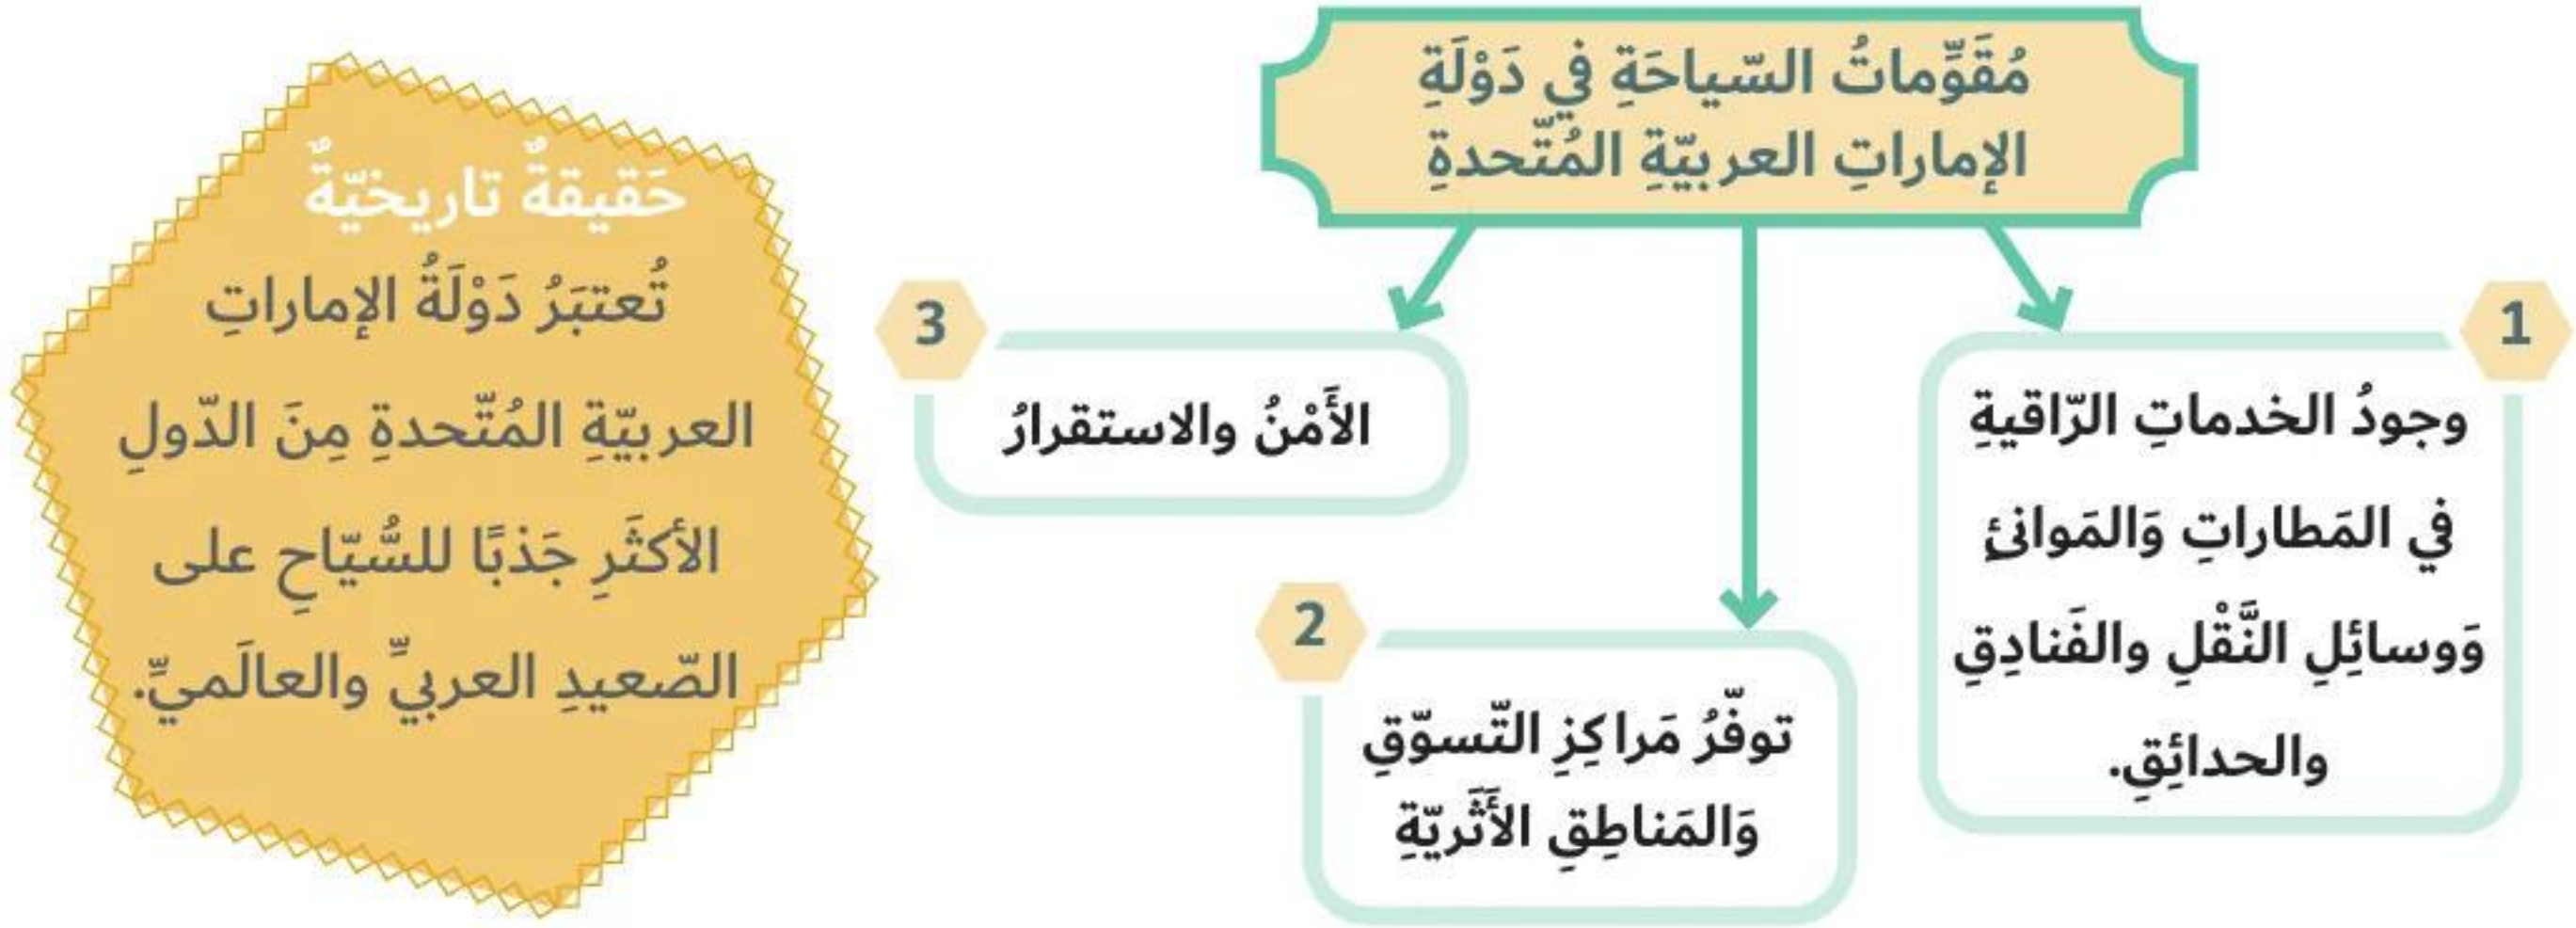 مُقَوِّماتُ السّياحَةِ في دَوْلَةِ
الإماراتِ العربيّةِ المُتّحدةِ
1
وجودُ الخدماتِ الرّاقيةِ
في المَطاراتِ وَالمَوانئِ
وَوسائِلِ النَّقْلِ والفَنادِقِ
والحدائِقِ.
2
توفّرُ مَراكِزِ التّسوّقِ
وَالمَناطِقِ الأَثَريّةِ
3
الأَمْنُ والاستقرارُ
حَقيقةٌ تاريخيّةٌ
تُعتبَرُ دَوْلَةُ الإماراتِ
العربيّةِ المُتّحدةِ مِنَ الدّولِ
الأكثَرِ جَذبًا للسُّيّاحِ على
الصّعيدِ العربيِّ والعالَميِّ.